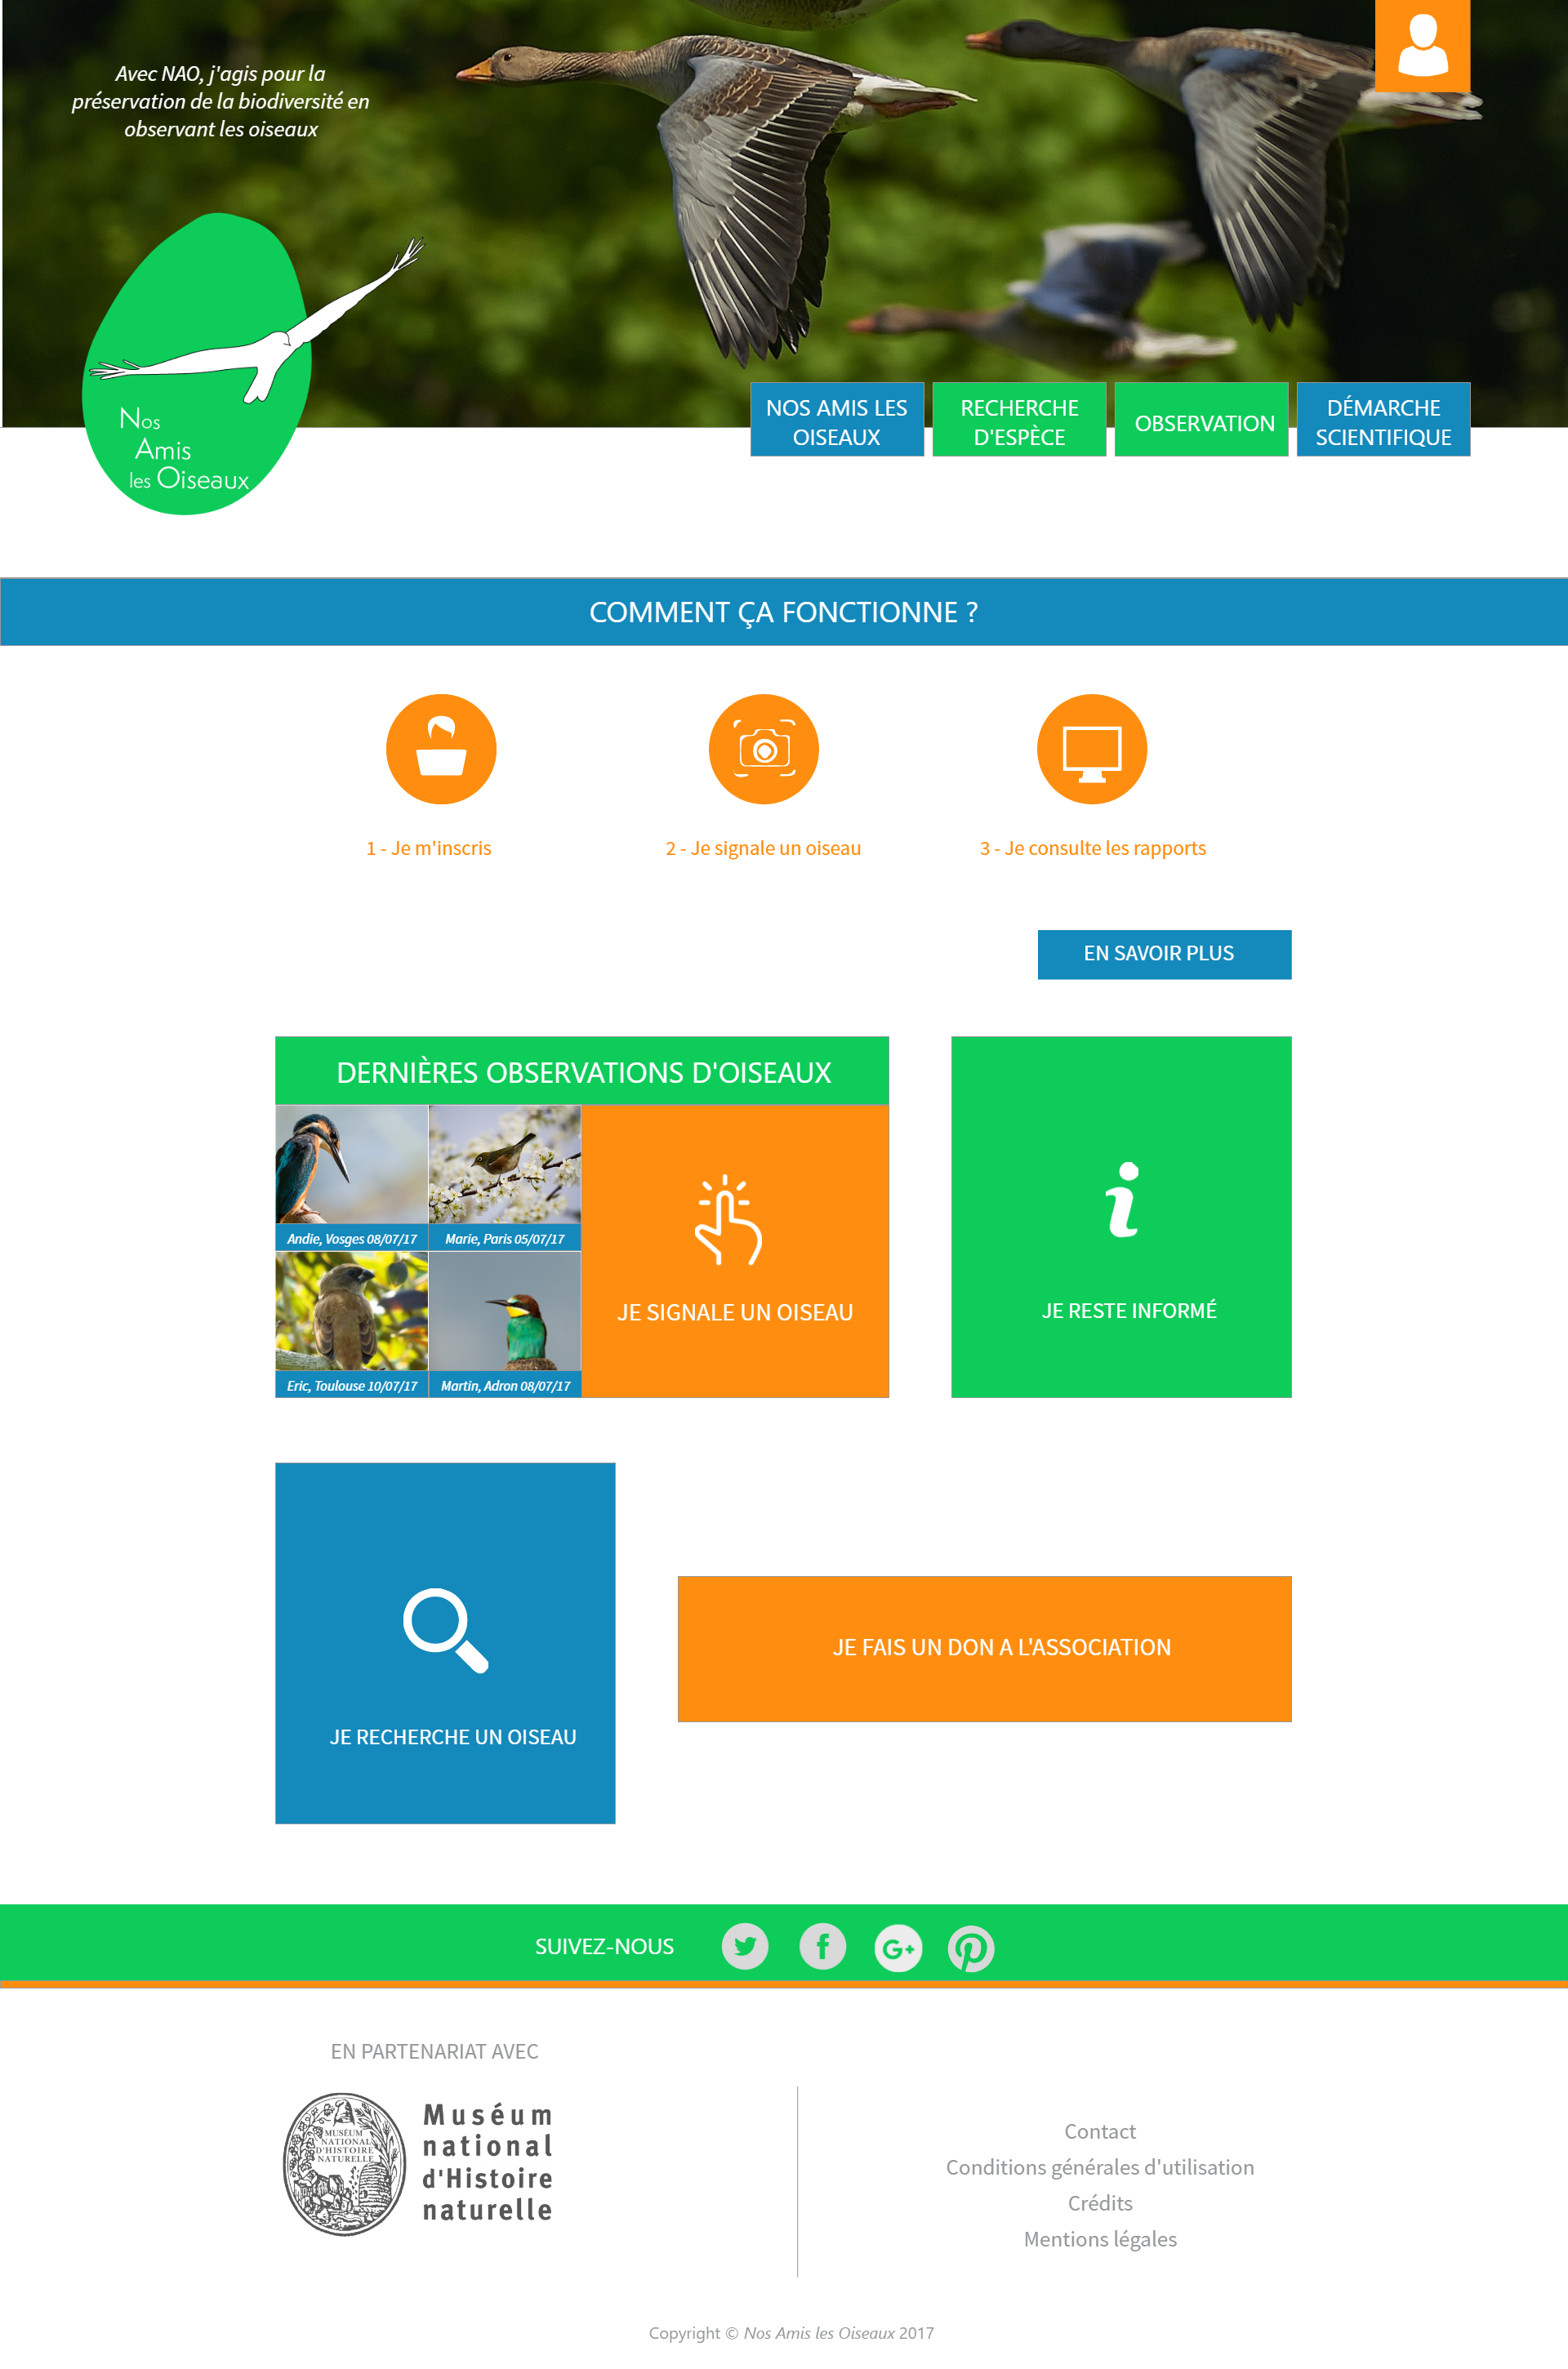 Avec NAO, j'agis pour la
préservation de la biodiversité en
observant les oiseaux
Nos
Amis
les Oiseaux
NOS AMIS LES
OISEAUX
RECHERCHE
D'ESPÈCE
OBSERVATION
DÉMARCHE
SCIENTIFIQUE
COMMENT ÇA FONCTIONNE ?
1 - Je m'inscris
2 - Je signale un oiseau
3 - Je consulte les rapports
EN SAVOIR PLUS
DERNIÈRES OBSERVATIONS D'OISEAUX
Andie, Vosges 08/07/17
Marie, Paris 05/07/17
Eric, Toulouse 10/07/17
Martin, Adron 08/07/17
JE SIGNALE UN OISEAU
JE RESTE INFORMÉ
JE RECHERCHE UN OISEAU
JE FAIS UN DON A L'ASSOCIATION
SUIVEZ-NOUS
EN PARTENARIAT AVEC
MUSÉUM
NATIONAL
D'HISTOIRE
NATURELLE
Muséum
national
d'Histoire
naturelle
Contact
Conditions générales d'utilisation
Crédits
Mentions légales
Copyright © Nos Amis les Oiseaux 2017